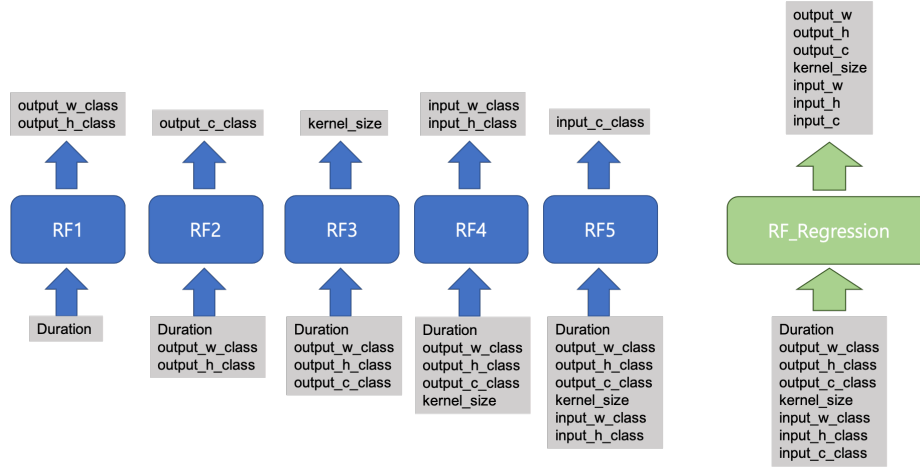 output_w_class
output_h_class
output_c_class
kernel_size
input_w_class
input_h_class
input_c_class
output_w
output_h
output_c
kernel_size
input_w
input_h
input_c
RF1
RF2
RF3
RF4
RF5
RF_Regression
Duration
Duration
output_w_class
output_h_class
Duration
output_w_class
output_h_class
output_c_class
Duration
output_w_class
output_h_class
output_c_class
kernel_size
Duration
output_w_class
output_h_class
output_c_class
kernel_size
input_w_class
input_h_class
Duration
output_w_class
output_h_class
output_c_class
kernel_size
input_w_class
input_h_class
input_c_class